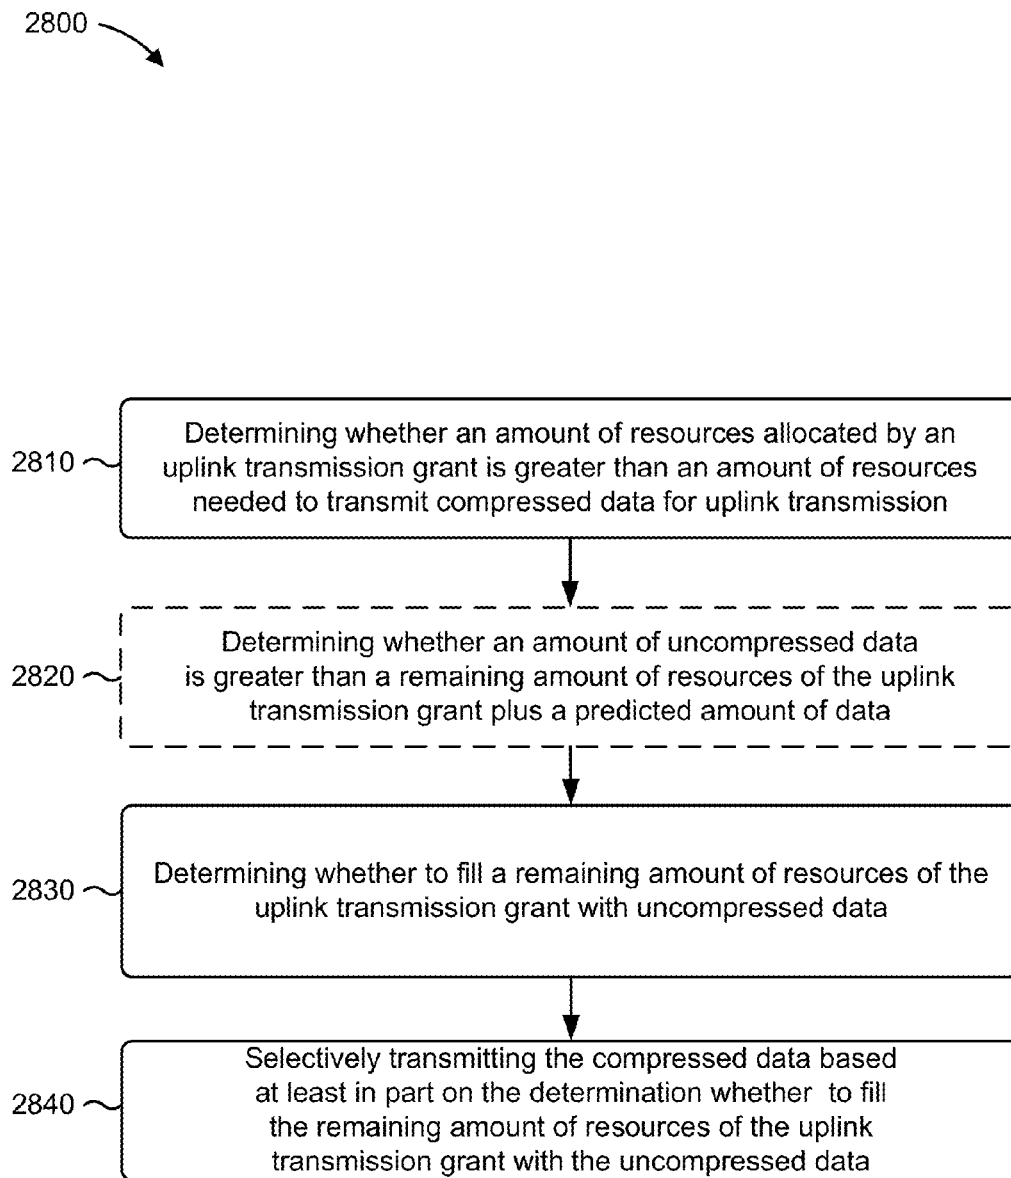 2800
2810
Determining whether an amount of resources allocated by an
uplink transmission grant is greater than an amount of resources
needed to transmit compressed data for uplink transmission
2820
Determining whether an amount of uncompressed data
is greater than a remaining amount of resources of the uplink
transmission grant plus a predicted amount of data
2830
Determining whether to fill a remaining amount of resources of the
uplink transmission grant with uncompressed data
2840
Selectively transmitting the compressed data based
at least in part on the determination whether to fill
the remaining amount of resources of the uplink
transmission grant with the uncompressed data